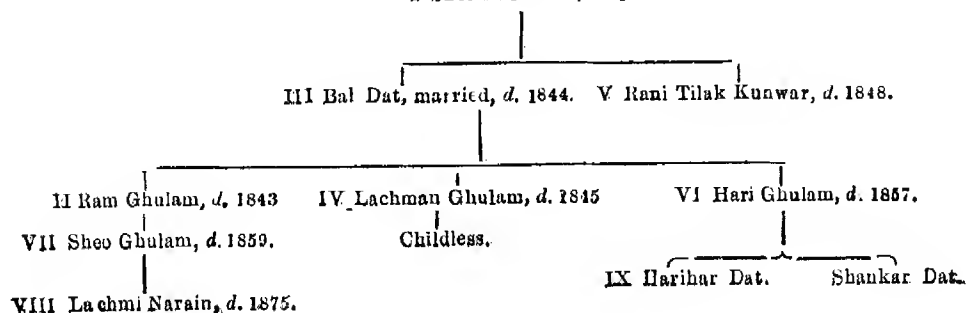 III Bal Dat, married, d. 1844. V Rani Tilak Kunwar, d. 1848.
II Ram Ghulam, d. 1843 IV Lachman Ghulam, d. 1845 VI Hari Ghulam, d. 1857.
VII Sheo Ghulam, d. 1859. Childless.
IX Harihar Dat. Shankar Dat.
VIII Lachmi Narain, d. 1875.